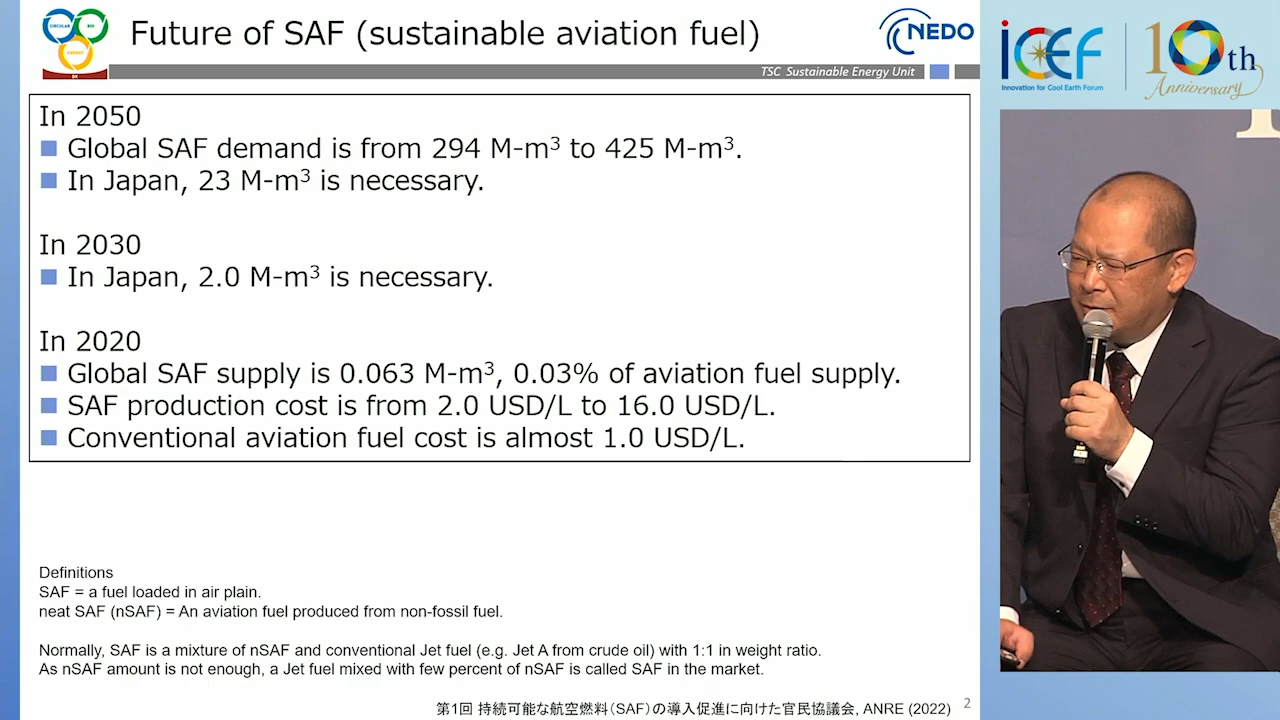 Future of SAF (sustainable aviation fuel)
CIRCULAR
BIO
ENERGY
SX
NEDO
TSC Sustainable Energy Unit
In 2050
■ Global SAF demand is from 294 M-m³ to 425 M-m³.
■ In Japan, 23 M-m³ is necessary.
In 2030
■ In Japan, 2.0 M-m³ is necessary.
In 2020
■ Global SAF supply is 0.063 M-m³, 0.03% of aviation fuel supply.
■ SAF production cost is from 2.0 USD/L to 16.0 USD/L.
■ Conventional aviation fuel cost is almost 1.0 USD/L.
Definitions
SAF = a fuel loaded in air plain.
neat SAF (nSAF) = An aviation fuel produced from non-fossil fuel.
Normally, SAF is a mixture of nSAF and conventional Jet fuel (e.g. Jet A from crude oil) with 1:1 in weight ratio.
As nSAF amount is not enough, a Jet fuel mixed with few percent of nSAF is called SAF in the market.
第1回 持続可能な航空燃料(SAF)の導入促進に向けた官民協議会, ANRE (2022)
2
iCEF
Innovation for Cool Earth Forum
10th
Anniversary